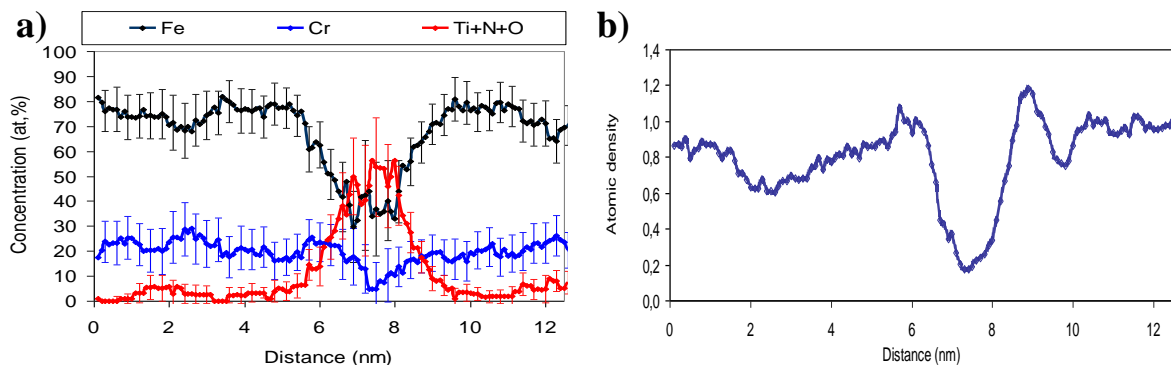 a)
Fe Cr Ti+N+O
Concentration (at,%)
100
90
80
70
60
50
40
30
20
10
0
0 2 4 6 8 10 12
Distance (nm)
b)
Atomic density
1,4
1,2
1,0
0,8
0,6
0,4
0,2
0,0
0 2 4 6 8 10 12
Distance (nm)